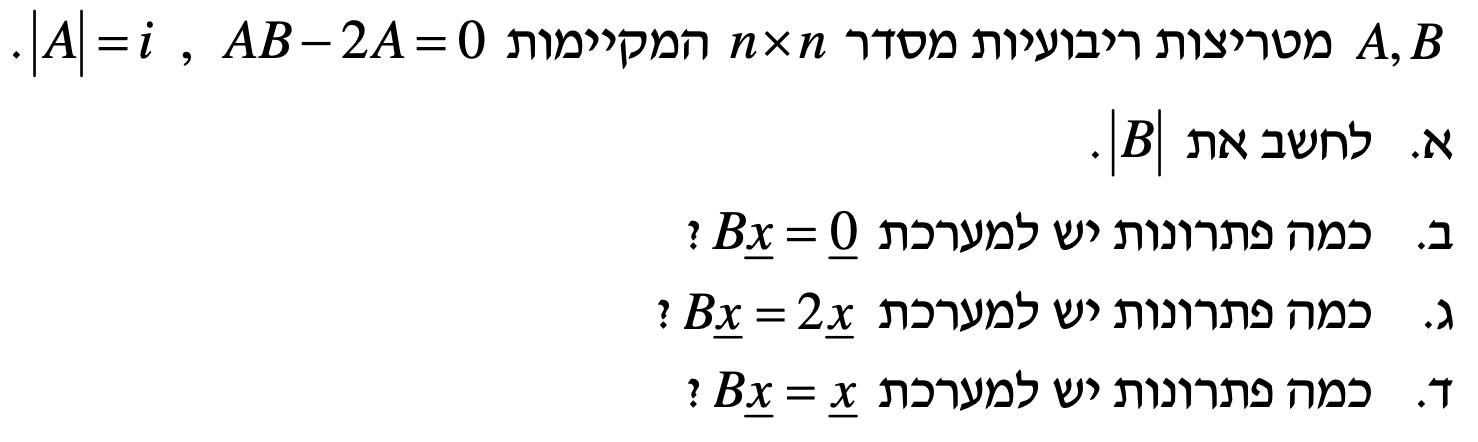 A, B מטריצות ריבועיות מסדר n×n המקיימות AB − 2A = 0 , |A| = i .
א. לחשב את |B| .
ב. כמה פתרונות יש למערכת Bx = 0 ?
ג. כמה פתרונות יש למערכת Bx = 2x ?
ד. כמה פתרונות יש למערכת Bx = x ?